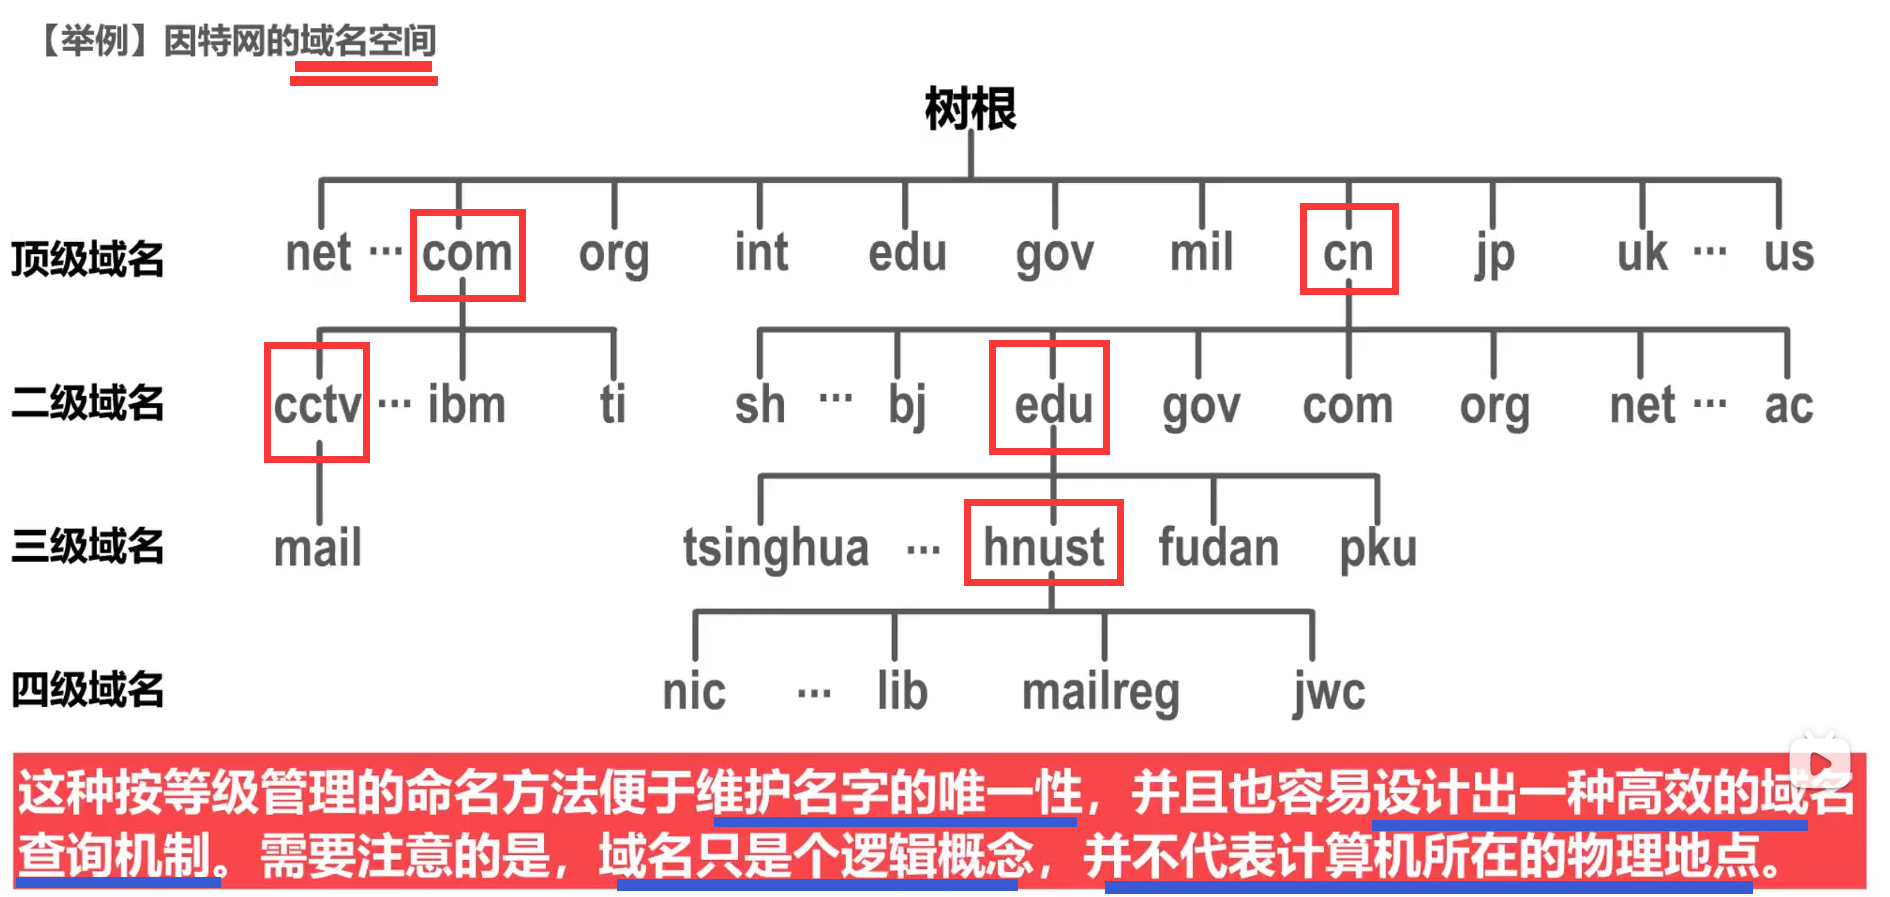 【举例】因特网的域名空间
树根
顶级域名 net ··· com org int edu gov mil cn jp uk ··· us
二级域名 cctv ··· ibm ti sh ··· bj edu gov com org net ··· ac
三级域名 mail tsinghua ··· hnust fudan pku
四级域名 nic ··· lib mailreg jwc
这种按等级管理的命名方法便于维护名字的唯一性，并且也容易设计出一种高效的域名
查询机制。需要注意的是，域名只是个逻辑概念，并不代表计算机所在的物理地点。